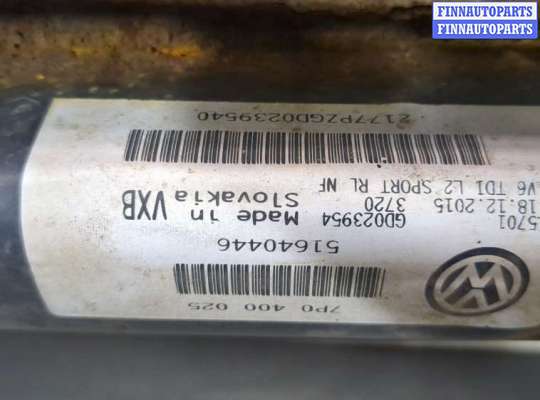 FINNAUTOPARTS
FINNAUTOPARTS
7P0 400 025
51640446
5701 GD023954 Made in
18.12.2015 3720 Slovakia VXB
V6 TDI L2 SPORT RL NF
2177PZGD0239540